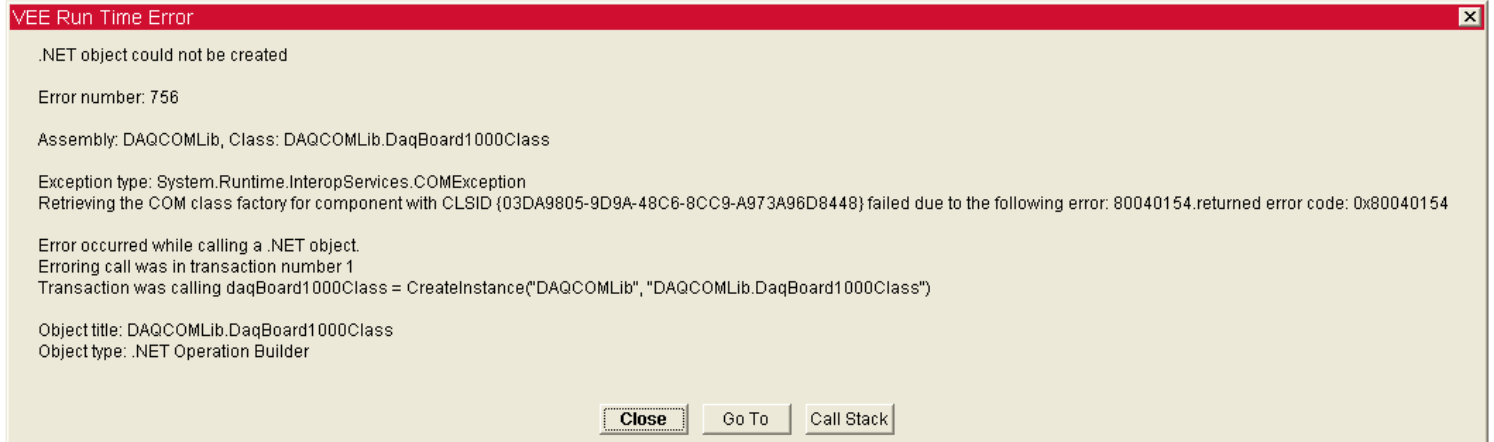 VEE Run Time Error
.NET object could not be created
Error number: 756
Assembly: DAQCOMLib, Class: DAQCOMLib.DaqBoard1000Class
Exception type: System.Runtime.InteropServices.COMException
Retrieving the COM class factory for component with CLSID {03DA9805-9D9A-48C6-8CC9-A973A96D8448} failed due to the following error: 80040154.returned error code: 0x80040154
Error occurred while calling a .NET object.
Erroring call was in transaction number 1
Transaction was calling daqBoard1000Class = CreateInstance("DAQCOMLib", "DAQCOMLib.DaqBoard1000Class")
Object title: DAQCOMLib.DaqBoard1000Class
Object type: .NET Operation Builder
Close Go To Call Stack